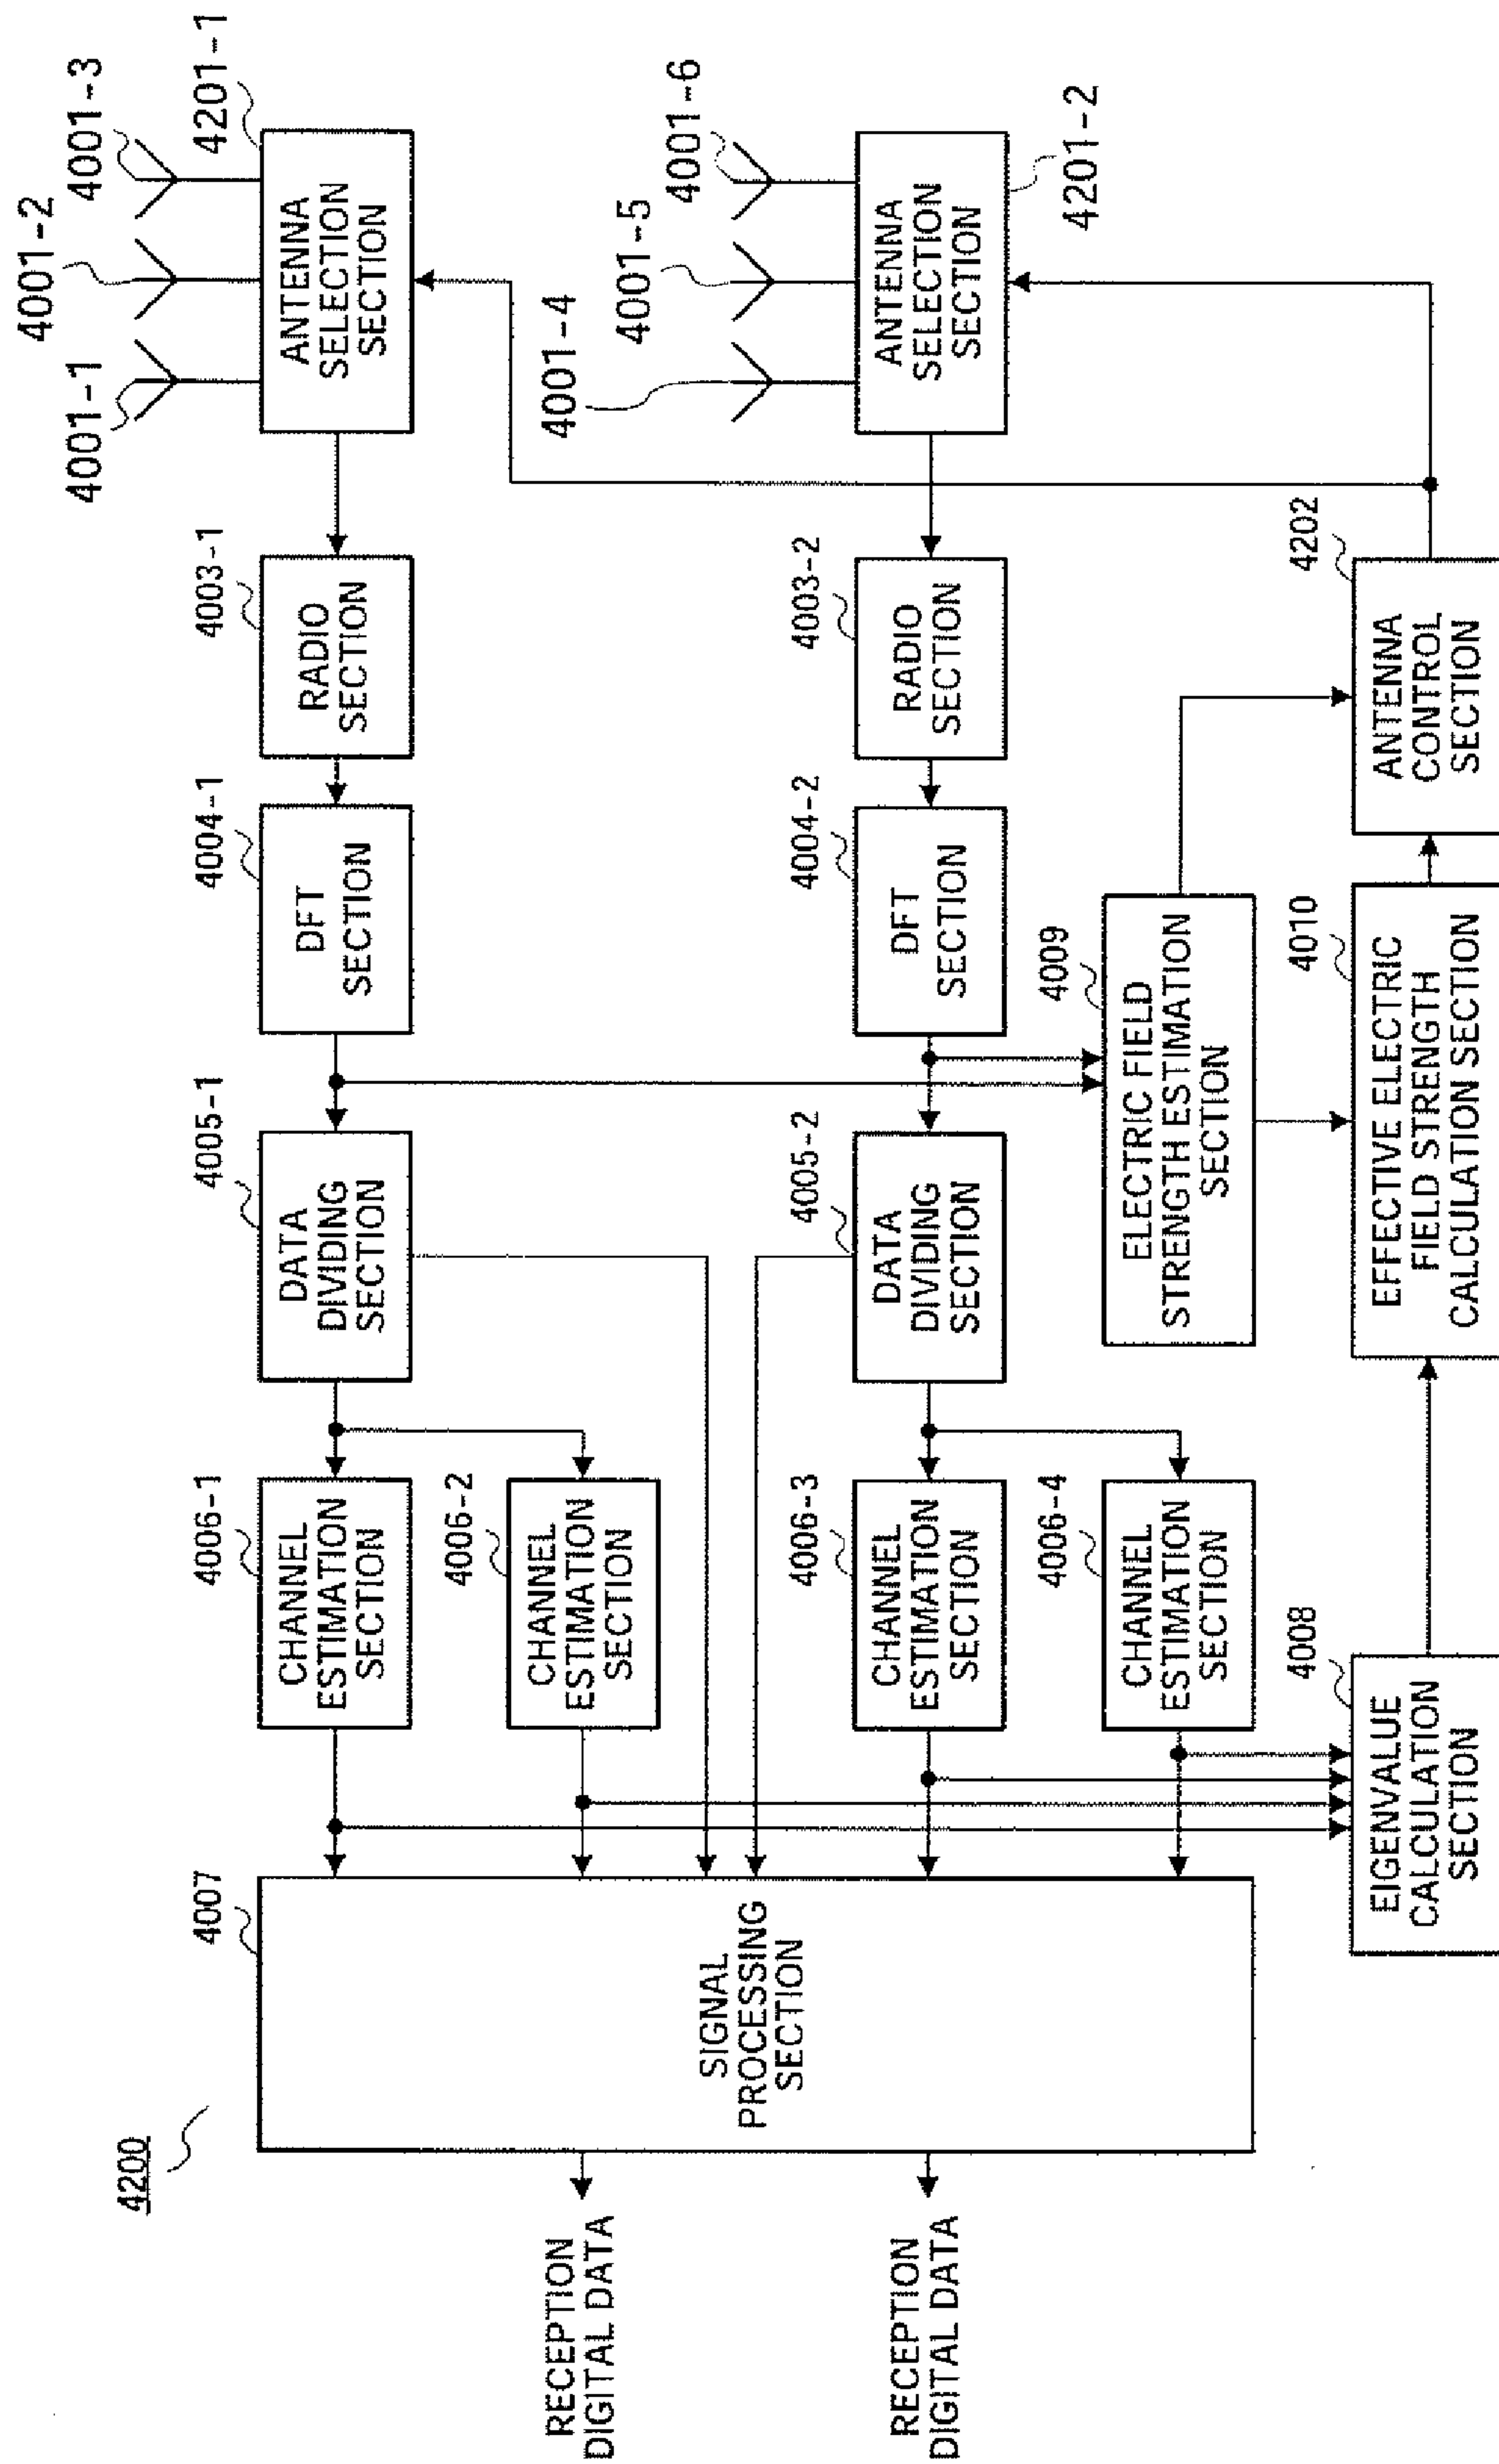 4200
RECEPTION
DIGITAL DATA
RECEPTION
DIGITAL DATA
4007
SIGNAL
PROCESSING
SECTION
4006-1
CHANNEL
ESTIMATION
SECTION
4006-2
CHANNEL
ESTIMATION
SECTION
4006-3
CHANNEL
ESTIMATION
SECTION
4006-4
CHANNEL
ESTIMATION
SECTION
4008
EIGENVALUE
CALCULATION
SECTION
4005-1
DATA
DIVIDING
SECTION
4005-2
DATA
DIVIDING
SECTION
4009
ELECTRIC FIELD
STRENGTH ESTIMATION
SECTION
4010
EFFECTIVE ELECTRIC
FIELD STRENGTH
CALCULATION SECTION
4004-1
DFT
SECTION
4004-2
DFT
SECTION
4003-1
RADIO
SECTION
4003-2
RADIO
SECTION
4202
ANTENNA
CONTROL
SECTION
4001-1
4001-2
4001-3
4201-1
ANTENNA
SELECTION
SECTION
4001-4
4001-5
4001-6
ANTENNA
SELECTION
SECTION
4201-2